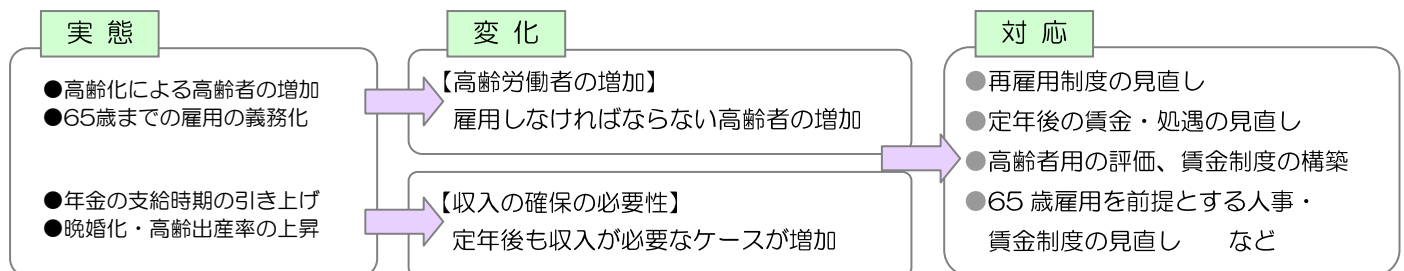 実 態
●高齢化による高齢者の増加
●65歳までの雇用の義務化
●年金の支給時期の引き上げ
●晩婚化・高齢出産率の上昇
変 化
【高齢労働者の増加】
雇用しなければならない高齢者の増加
【収入の確保の必要性】
定年後も収入が必要なケースが増加
対 応
●再雇用制度の見直し
●定年後の賃金・処遇の見直し
●高齢者用の評価、賃金制度の構築
●65 歳雇用を前提とする人事・
賃金制度の見直し　　など